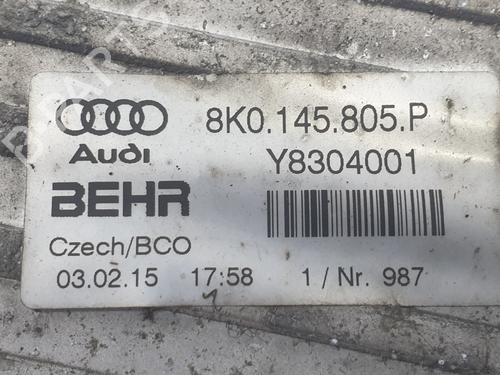 8K0.145.805.P
Audi
Y8304001
BEHR
Czech/BCO
03.02.15 17:58 1 / Nr. 987